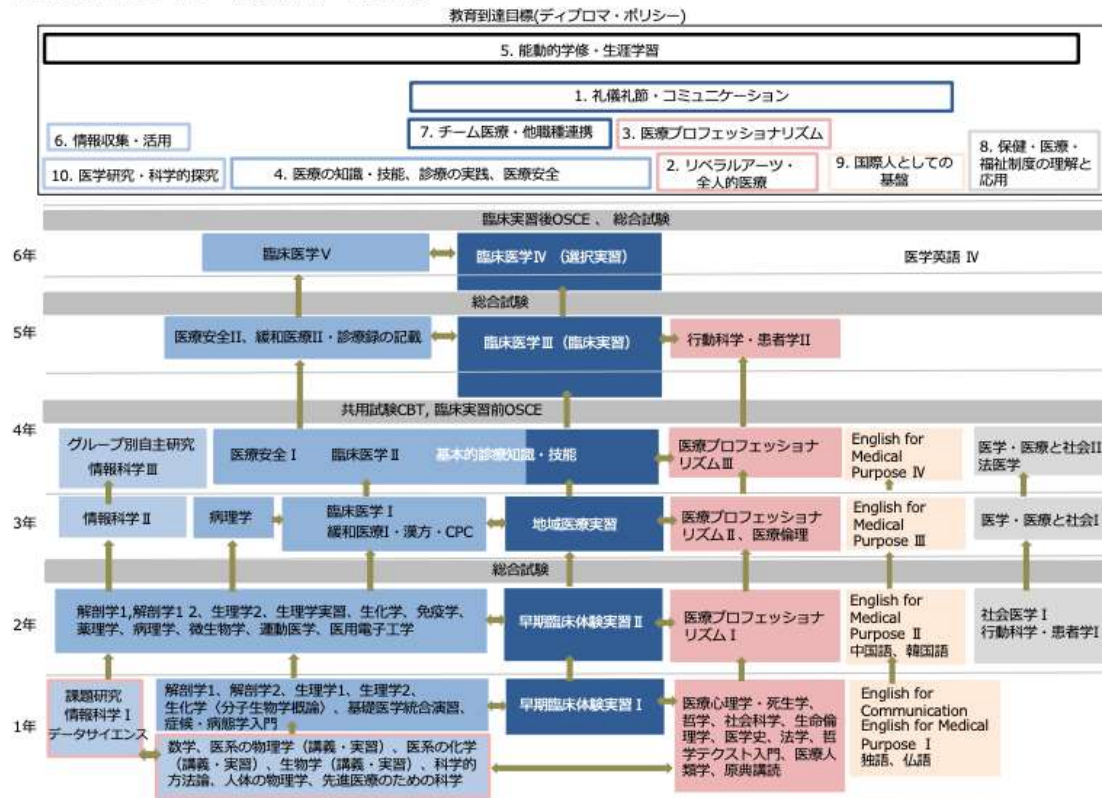 教育到達目標(ディプロマ・ポリシー)
5. 能動的学修・生涯学習
1. 礼儀礼節・コミュニケーション
6. 情報収集・活用
7. チーム医療・他職種連携
3. 医療プロフェッショナリズム
8. 保健・医療・
福祉制度の理解と
応用
10. 医学研究・科学的探究
4. 医療の知識・技能、診療の実践、医療安全
2. リベラルアーツ・
全人的医療
9. 国際人としての
基盤
臨床実習後OSCE 、 総合試験
6年
臨床医学Ⅴ
臨床医学Ⅳ (選択実習)
医学英語 Ⅳ
総合試験
5年
医療安全II、緩和医療II・診療録の記載
臨床医学Ⅲ(臨床実習)
行動科学・患者学II
共用試験CBT, 臨床実習前OSCE
4年
グループ別自主研究
情報科学Ⅲ
医療安全Ⅰ
臨床医学Ⅱ
基本的診療知識・技能
医療プロフェッショナ
リズムⅢ
English for
Medical
Purpose Ⅳ
医学・医療と社会II
法医学
3年
情報科学Ⅱ
病理学
臨床医学Ⅰ
緩和医療I・漢方・CPC
地域医療実習
医療プロフェッショナ
リズムⅡ、医療倫理
English for
Medical
Purpose Ⅲ
医学・医療と社会I
総合試験
2年
解剖学1,解剖学1 2、生理学2、生理学実習、生化学、免疫学、
薬理学、病理学、微生物学、運動医学、医用電子工学
早期臨床体験実習Ⅱ
医療プロフェッショナ
リズムⅠ
English for
Medical
Purpose Ⅱ
中国語、韓国語
社会医学Ⅰ
行動科学・患者学I
1年
課題研究
情報科学Ⅰ
データサイエンス
解剖学1、解剖学2、生理学1、生理学2、
生化学(分子生物学概論)、基礎医学統合演習、
症候・病態学入門
早期臨床体験実習Ⅰ
医療心理学・死生学、
哲学、社会科学、生命倫
理学、医学史、法学、哲
学テクスト入門、医療人
類学、原典講読
English for
Communication
English for Medical
Purpose Ⅰ
独語、仏語
数学、医系の物理学(講義・実習)、医系の化学
(講義・実習)、生物学(講義・実習)、科学的
方法論、人体の物理学、先進医療のための科学